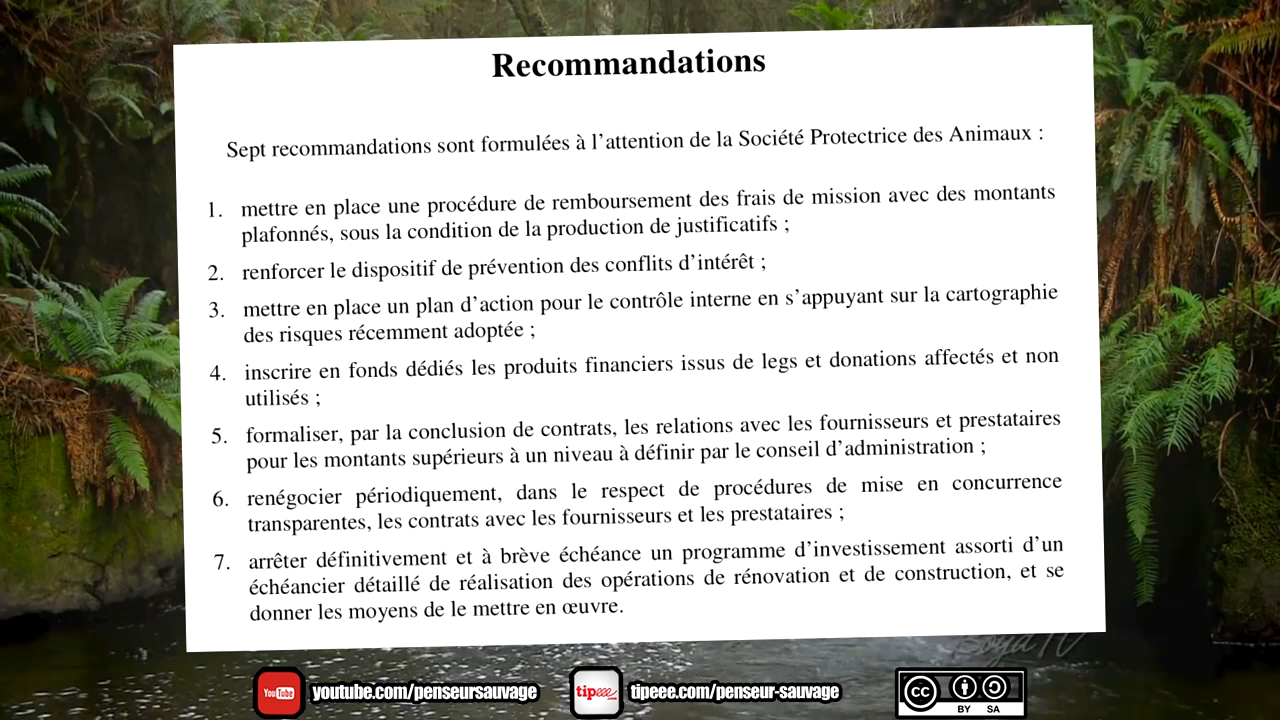 Recommandations
Sept recommandations sont formulées à l’attention de la Société Protectrice des Animaux :
1. mettre en place une procédure de remboursement des frais de mission avec des montants
plafonnés, sous la condition de la production de justificatifs ;
2. renforcer le dispositif de prévention des conflits d’intérêt ;
3. mettre en place un plan d’action pour le contrôle interne en s’appuyant sur la cartographie
des risques récemment adoptée ;
4. inscrire en fonds dédiés les produits financiers issus de legs et donations affectés et non
utilisés ;
5. formaliser, par la conclusion de contrats, les relations avec les fournisseurs et prestataires
pour les montants supérieurs à un niveau à définir par le conseil d’administration ;
6. renégocier périodiquement, dans le respect de procédures de mise en concurrence
transparentes, les contrats avec les fournisseurs et les prestataires ;
7. arrêter définitivement et à brève échéance un programme d’investissement assorti d’un
échéancier détaillé de réalisation des opérations de rénovation et de construction, et se
donner les moyens de le mettre en œuvre.
TV
YouTube youtube.com/penseursauvage tipeee tipeee.com/penseur-sauvage cc
BY SA